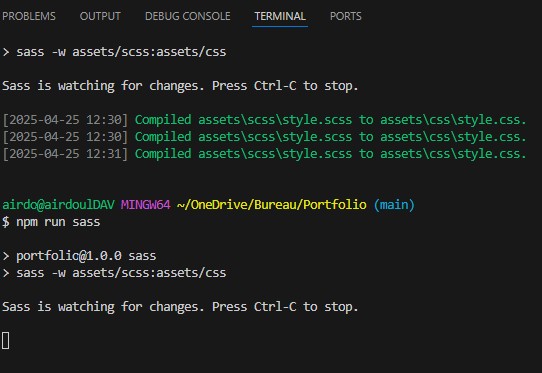 PROBLEMS OUTPUT DEBUG CONSOLE TERMINAL PORTS
> sass -w assets/scss:assets/css
Sass is watching for changes. Press Ctrl-C to stop.
[2025-04-25 12:30] Compiled assets\scss\style.scss to assets\css\style.css.
[2025-04-25 12:30] Compiled assets\scss\style.scss to assets\css\style.css.
[2025-04-25 12:31] Compiled assets\scss\style.scss to assets\css\style.css.
airdo@airdoulDAV MINGW64 ~/OneDrive/Bureau/Portfolio (main)
$ npm run sass
> portfolio@1.0.0 sass
> sass -w assets/scss:assets/css
Sass is watching for changes. Press Ctrl-C to stop.